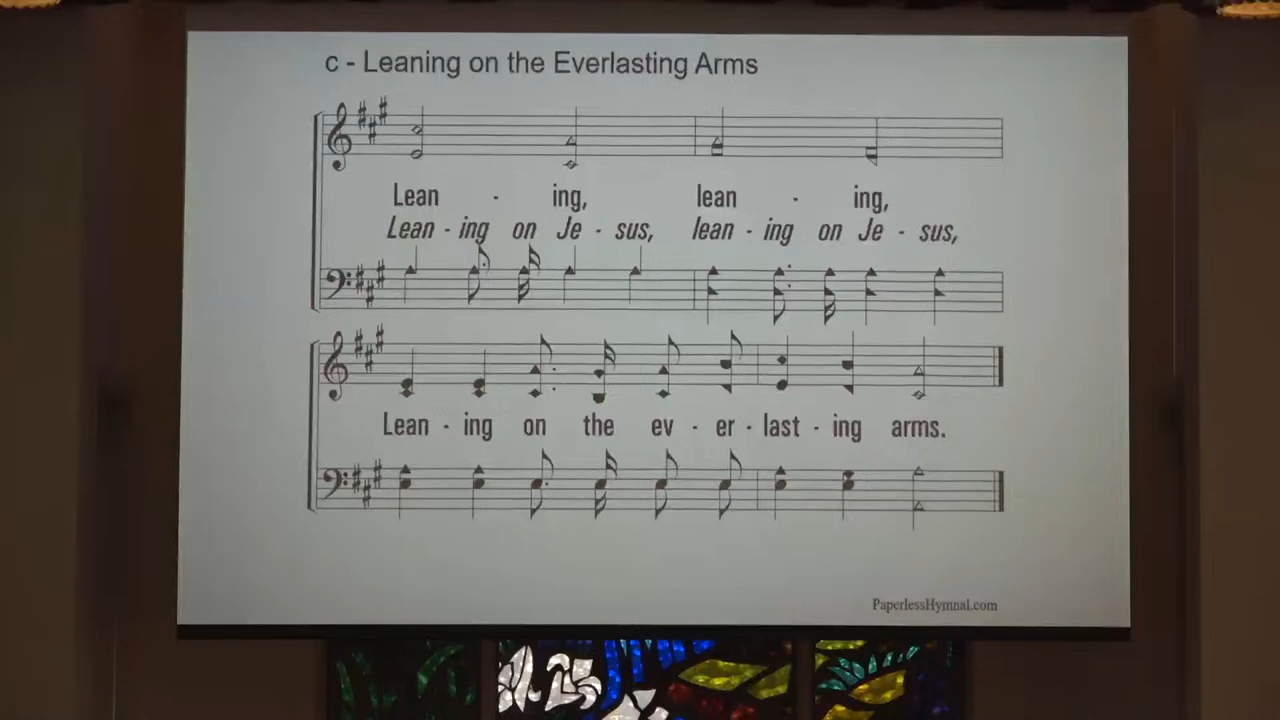 c - Leaning on the Everlasting Arms
Lean - ing, lean - ing,
Lean - ing on Je - sus, lean - ing on Je - sus,
Lean - ing on the ev - er - last - ing arms.
PaperlessHymnal.com